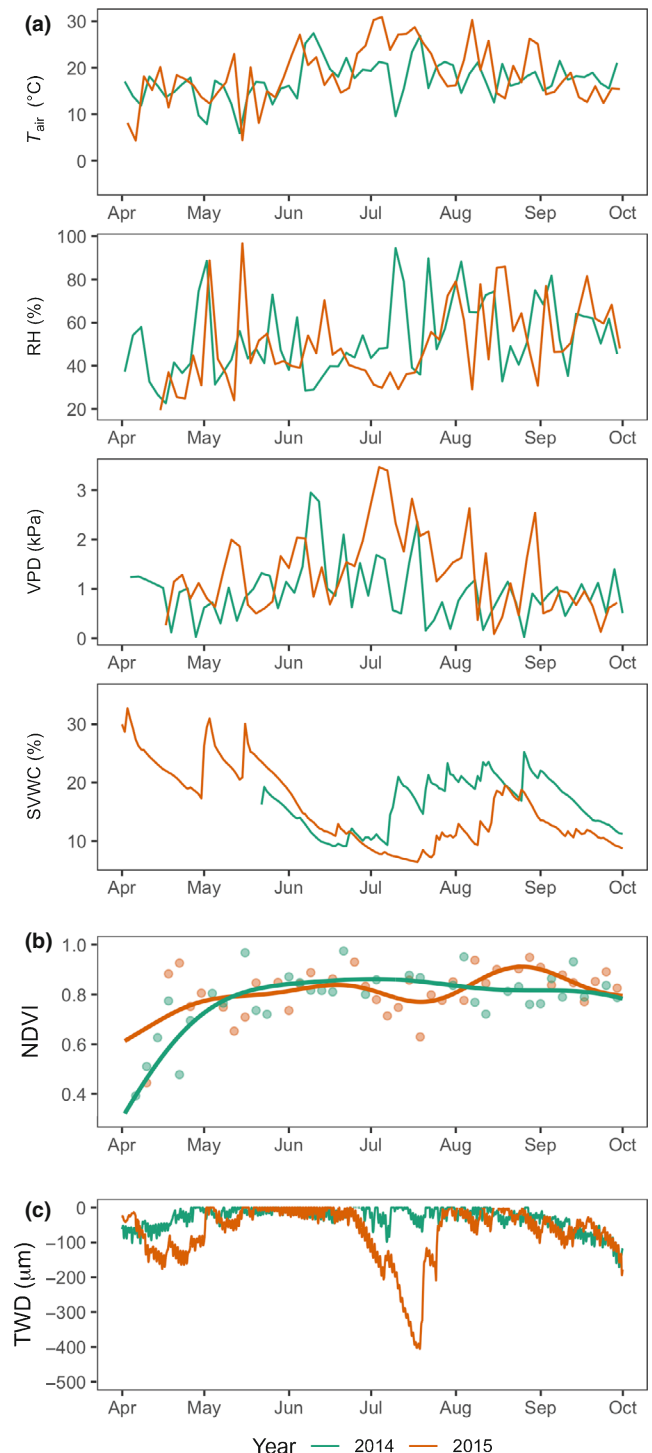 (a)
30
20
10
0
T air (°C)
Apr May Jun Jul Aug Sep Oct
100
80
60
40
20
RH (%)
Apr May Jun Jul Aug Sep Oct
3
2
1
0
VPD (kPa)
Apr May Jun Jul Aug Sep Oct
30
20
10
SVWC (%)
Apr May Jun Jul Aug Sep Oct
(b)
1.0
0.8
0.6
0.4
NDVI
Apr May Jun Jul Aug Sep Oct
(c)
0
−100
−200
−300
−400
−500
TWD (μm)
Apr May Jun Jul Aug Sep Oct
Year 2014 2015